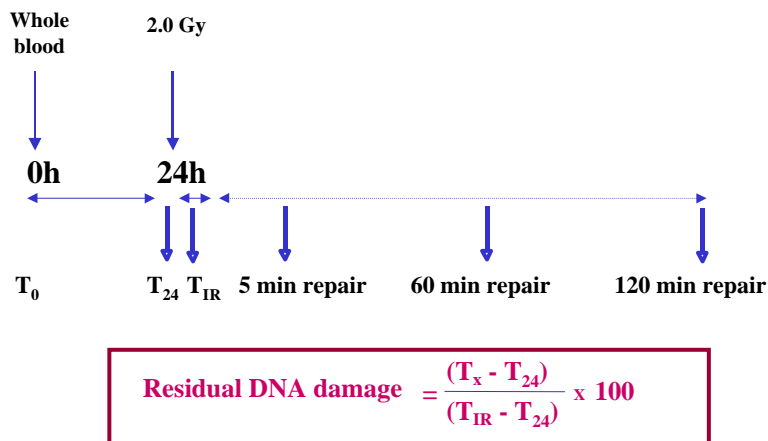 Whole
blood
2.0 Gy
0h
24h
T0
T24
TIR
5 min repair
60 min repair
120 min repair
Residual DNA damage = (Tx - T24) / (TIR - T24) x 100